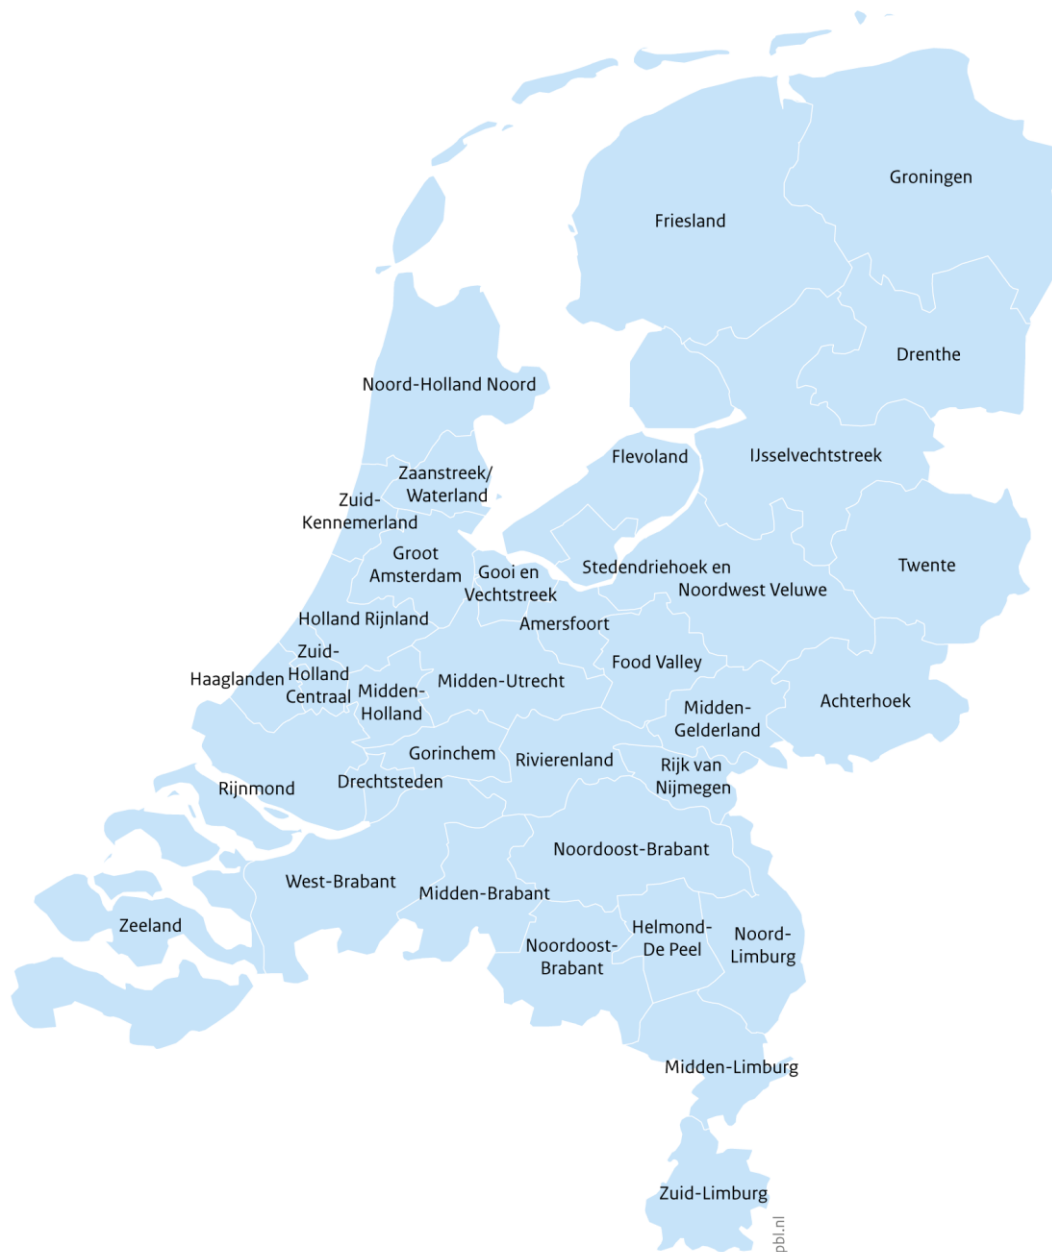 Groningen
Friesland
Drenthe
Noord-Holland Noord
Flevoland
IJsselvechtstreek
Zaanstreek/
Waterland
Zuid-
Kennemerland
Groot
Amsterdam
Gooi en
Vechtstreek
Stedendriehoek en
Noordwest Veluwe
Twente
Holland Rijnland
Amersfoort
Zuid-
Holland
Centraal
Haaglanden
Midden-
Holland
Midden-Utrecht
Food Valley
Midden-
Gelderland
Achterhoek
Gorinchem
Rivierenland
Rijk van
Nijmegen
Drechtsteden
Rijnmond
Noordoost-Brabant
West-Brabant
Midden-Brabant
Zeeland
Noordoost-
Brabant
Helmond-
De Peel
Noord-
Limburg
Midden-Limburg
Zuid-Limburg
pbl.nl